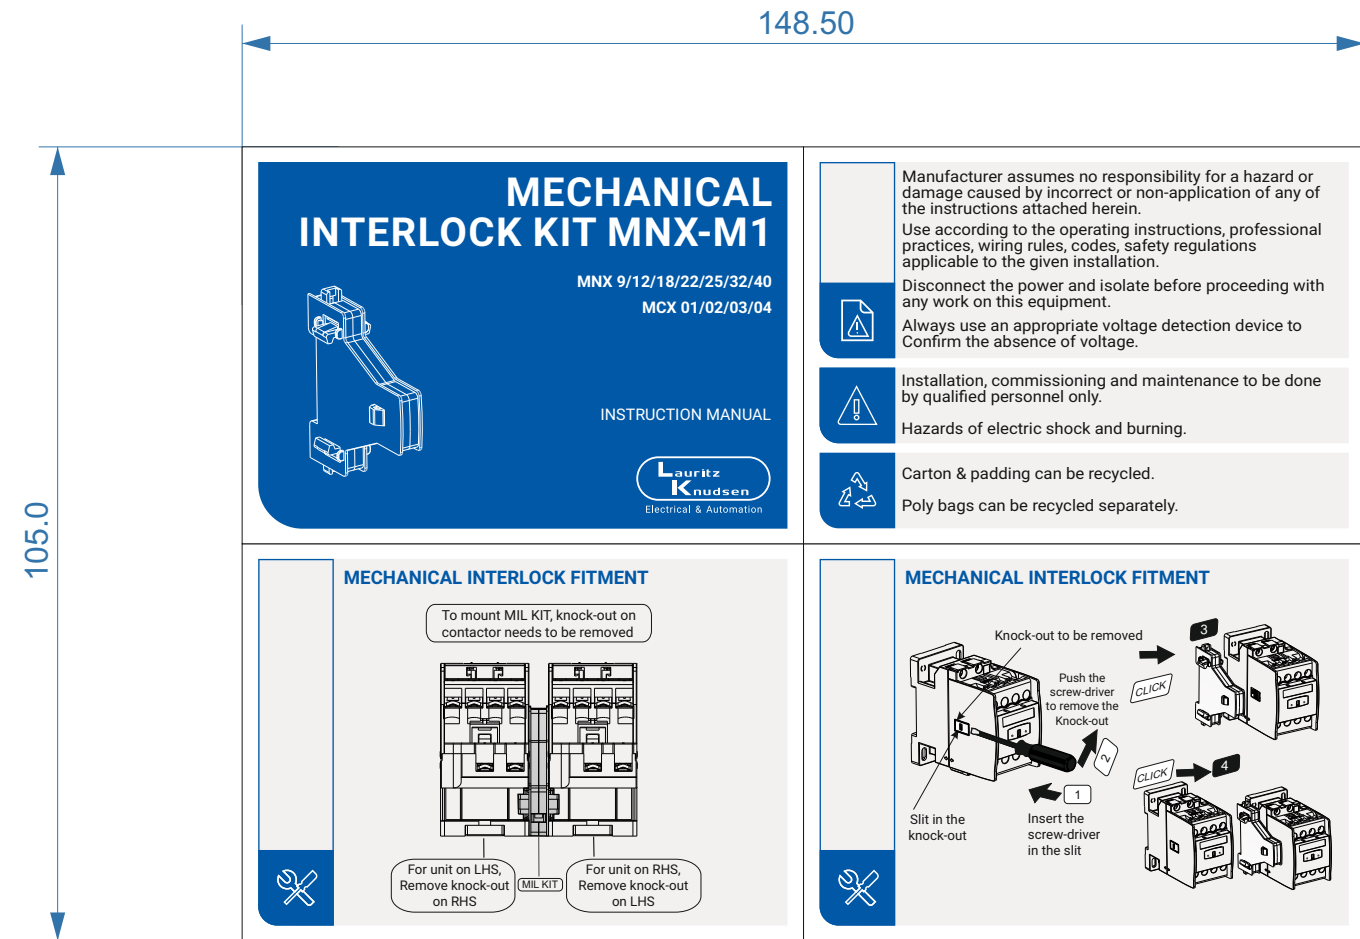 148.50
105.0
MECHANICAL
INTERLOCK KIT MNX-M1
MNX 9/12/18/22/25/32/40
MCX 01/02/03/04
INSTRUCTION MANUAL
Lauritz
Knudsen
Electrical & Automation
Manufacturer assumes no responsibility for a hazard or
damage caused by incorrect or non-application of any of
the instructions attached herein.
Use according to the operating instructions, professional
practices, wiring rules, codes, safety regulations
applicable to the given installation.
Disconnect the power and isolate before proceeding with
any work on this equipment.
Always use an appropriate voltage detection device to
Confirm the absence of voltage.
Installation, commissioning and maintenance to be done
by qualified personnel only.
Hazards of electric shock and burning.
Carton & padding can be recycled.
Poly bags can be recycled separately.
MECHANICAL INTERLOCK FITMENT
To mount MIL KIT, knock-out on
contactor needs to be removed
For unit on LHS,
Remove knock-out
on RHS
MIL KIT
For unit on RHS,
Remove knock-out
on LHS
MECHANICAL INTERLOCK FITMENT
Knock-out to be removed
3
Push the
screw-driver
to remove the
Knock-out
CLICK
2
CLICK
4
1
Slit in the
knock-out
Insert the
screw-driver
in the slit